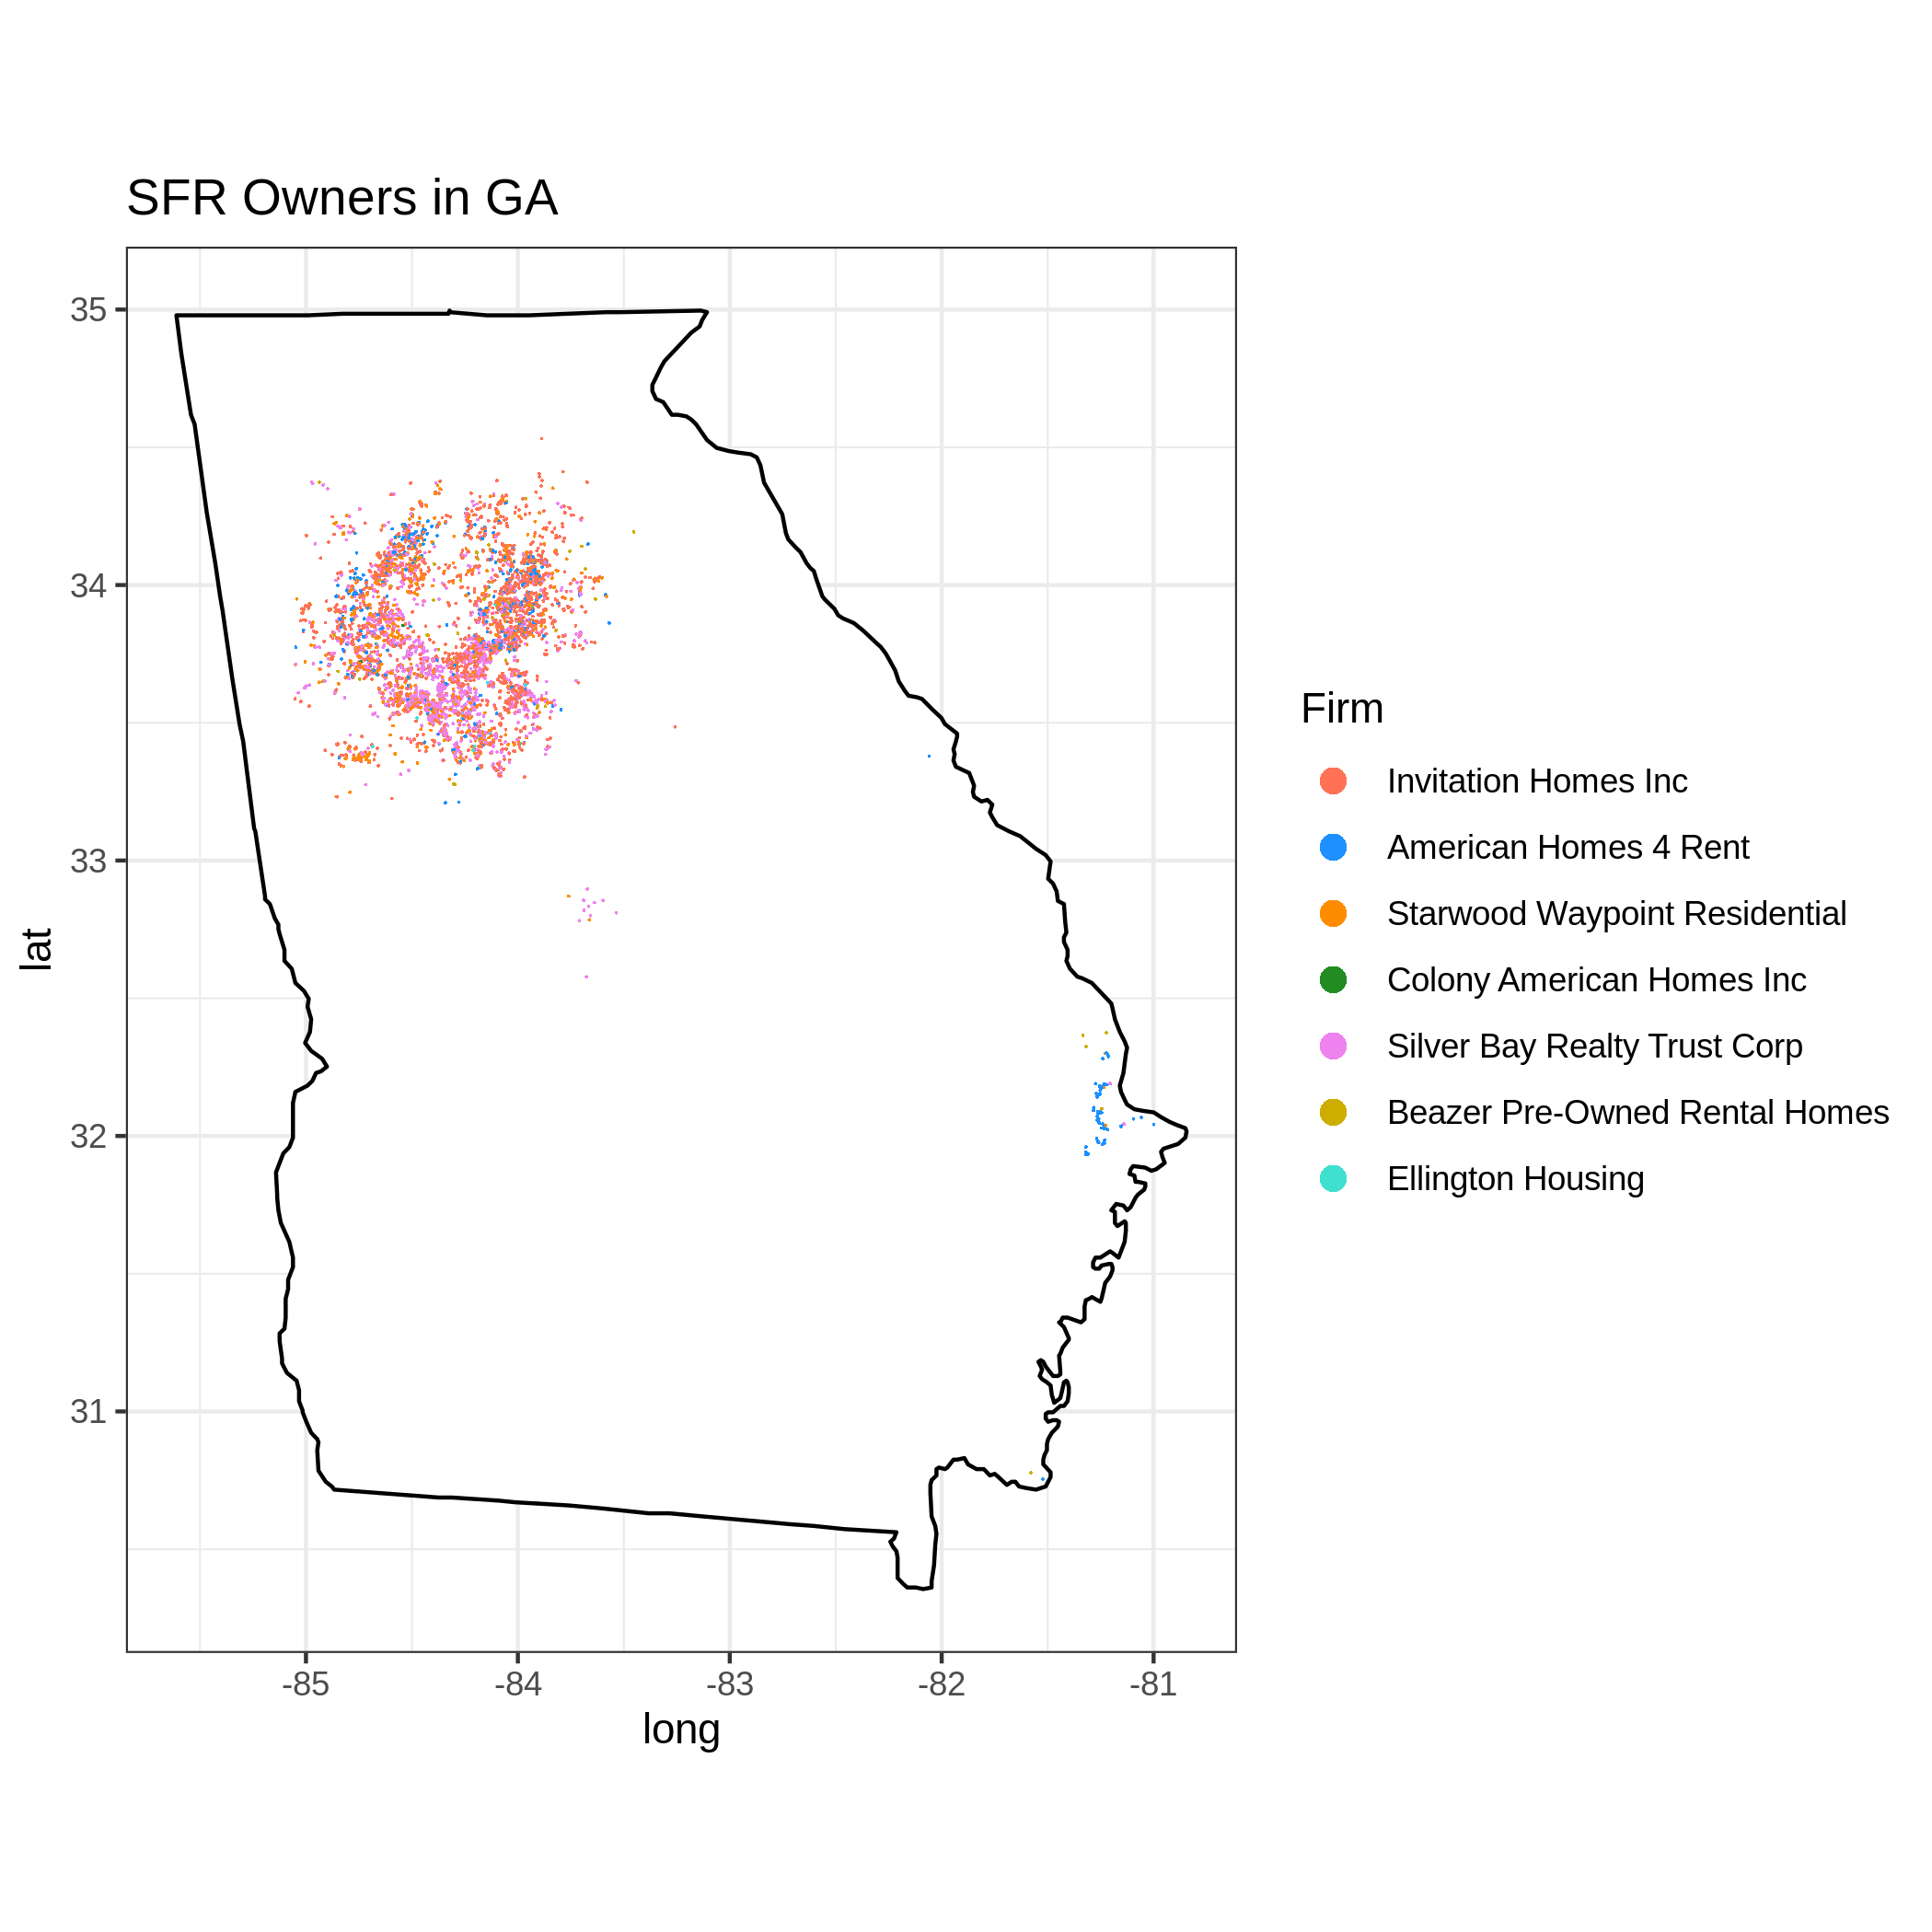 SFR Owners in GA
35
34
33
32
31
lat
-85
-84
-83
-82
-81
long
Firm
Invitation Homes Inc
American Homes 4 Rent
Starwood Waypoint Residential
Colony American Homes Inc
Silver Bay Realty Trust Corp
Beazer Pre-Owned Rental Homes
Ellington Housing